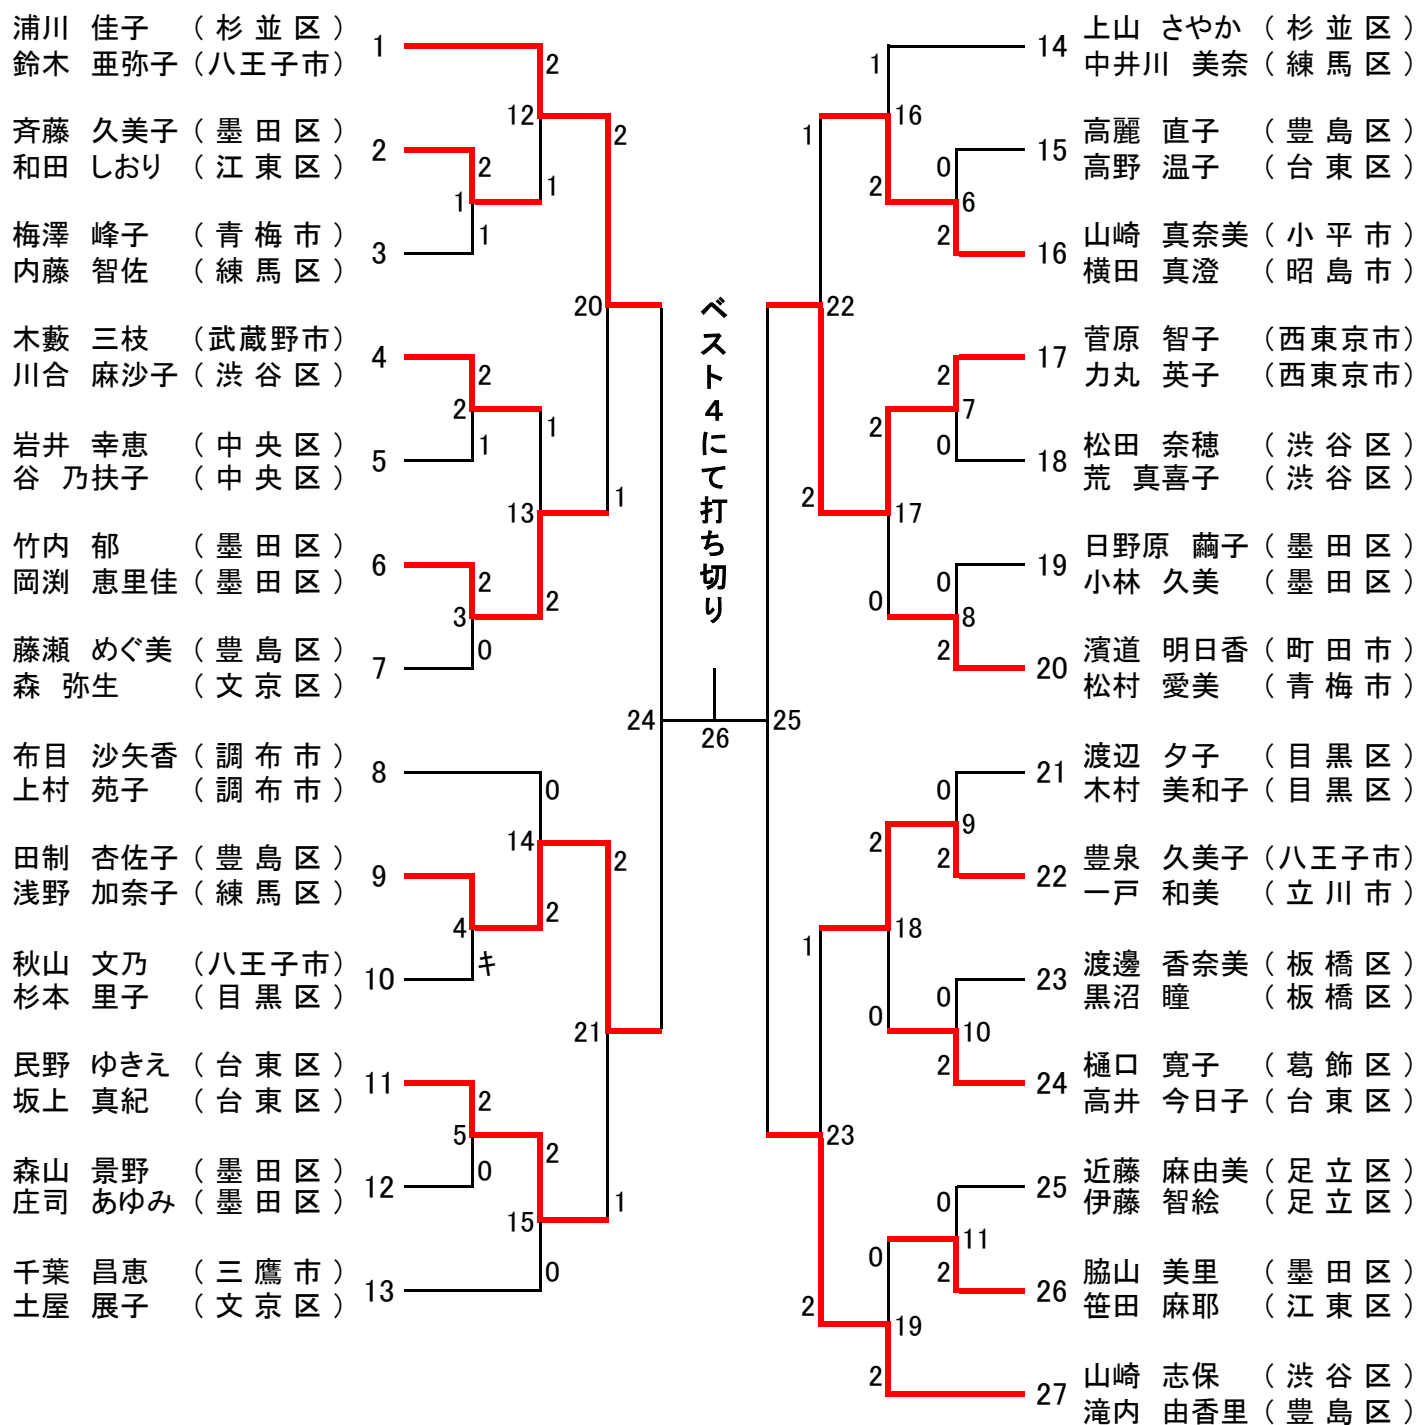 浦川 佳子 （杉並区）
鈴木 亜弥子（八王子市）
1
斉藤 久美子（墨田区）
和田 しおり （江東区）
2
梅澤 峰子 （青梅市）
内藤 智佐 （練馬区）
3
木藪 三枝 （武蔵野市）
川合 麻沙子（渋谷区）
4
岩井 幸恵 （中央区）
谷 乃扶子 （中央区）
5
竹内 郁 （墨田区）
岡渕 恵里佳（墨田区）
6
藤瀬 めぐ美（豊島区）
森 弥生 （文京区）
7
布目 沙矢香（調布市）
上村 苑子 （調布市）
8
田制 杏佐子（豊島区）
浅野 加奈子（練馬区）
9
秋山 文乃 （八王子市）
杉本 里子 （目黒区）
10
民野 ゆきえ（台東区）
坂上 真紀 （台東区）
11
森山 景野 （墨田区）
庄司 あゆみ（墨田区）
12
千葉 昌恵 （三鷹市）
土屋 展子 （文京区）
13
2
12
2
2
1
1
1
20
2
2
1
1
13
1
2
3
2
0
0
14
2
4
2
キ
21
2
5
2
0
15
1
0
24
ベスト4にて打ち切り
26
25
1
16
1
0
2
6
2
22
2
2
7
0
2
17
0
0
8
2
0
2
9
2
18
1
0
0
10
2
23
0
0
11
2
2
19
2
14
上山 さやか（杉並区）
中井川 美奈（練馬区）
15
高麗 直子 （豊島区）
高野 温子 （台東区）
16
山崎 真奈美（小平市）
横田 真澄 （昭島市）
17
菅原 智子 （西東京市）
力丸 英子 （西東京市）
18
松田 奈穂 （渋谷区）
荒 真喜子 （渋谷区）
19
日野原 繭子（墨田区）
小林 久美 （墨田区）
20
濱道 明日香（町田市）
松村 愛美 （青梅市）
21
渡辺 夕子 （目黒区）
木村 美和子（目黒区）
22
豊泉 久美子（八王子市）
一戸 和美 （立川市）
23
渡邊 香奈美（板橋区）
黒沼 瞳 （板橋区）
24
樋口 寛子 （葛飾区）
高井 今日子（台東区）
25
近藤 麻由美（足立区）
伊藤 智絵 （足立区）
26
脇山 美里 （墨田区）
笹田 麻耶 （江東区）
27
山崎 志保 （渋谷区）
滝内 由香里（豊島区）